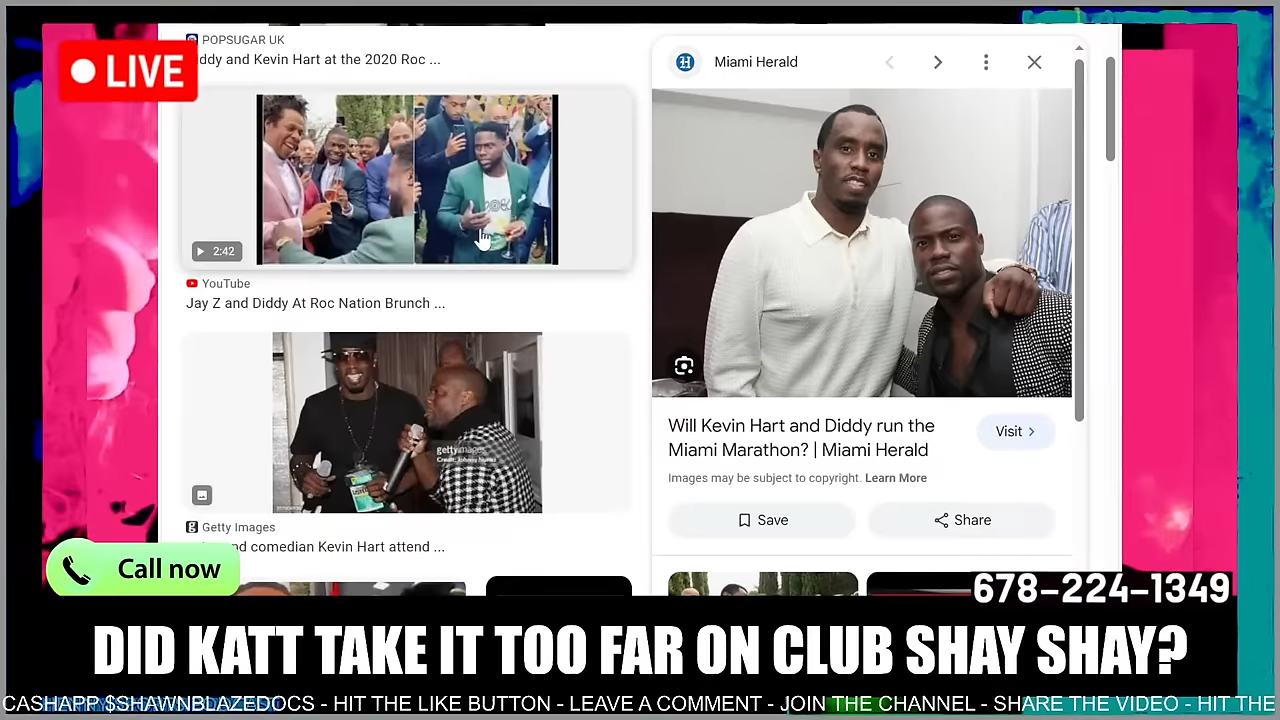 POPSUGAR UK
ddy and Kevin Hart at the 2020 Roc ...
LIVE
2:42
YouTube
Jay Z and Diddy At Roc Nation Brunch ...
gettyimages
Getty Images
nd comedian Kevin Hart attend ...
Miami Herald
Will Kevin Hart and Diddy run the
Miami Marathon? | Miami Herald
Visit
Images may be subject to copyright. Learn More
Save
Share
Call now
678-224-1349
DID KATT TAKE IT TOO FAR ON CLUB SHAY SHAY?
CASHAPP $SHAWNBLAZEDOCS - HIT THE LIKE BUTTON - LEAVE A COMMENT - JOIN THE CHANNEL - SHARE THE VIDEO - HIT THE